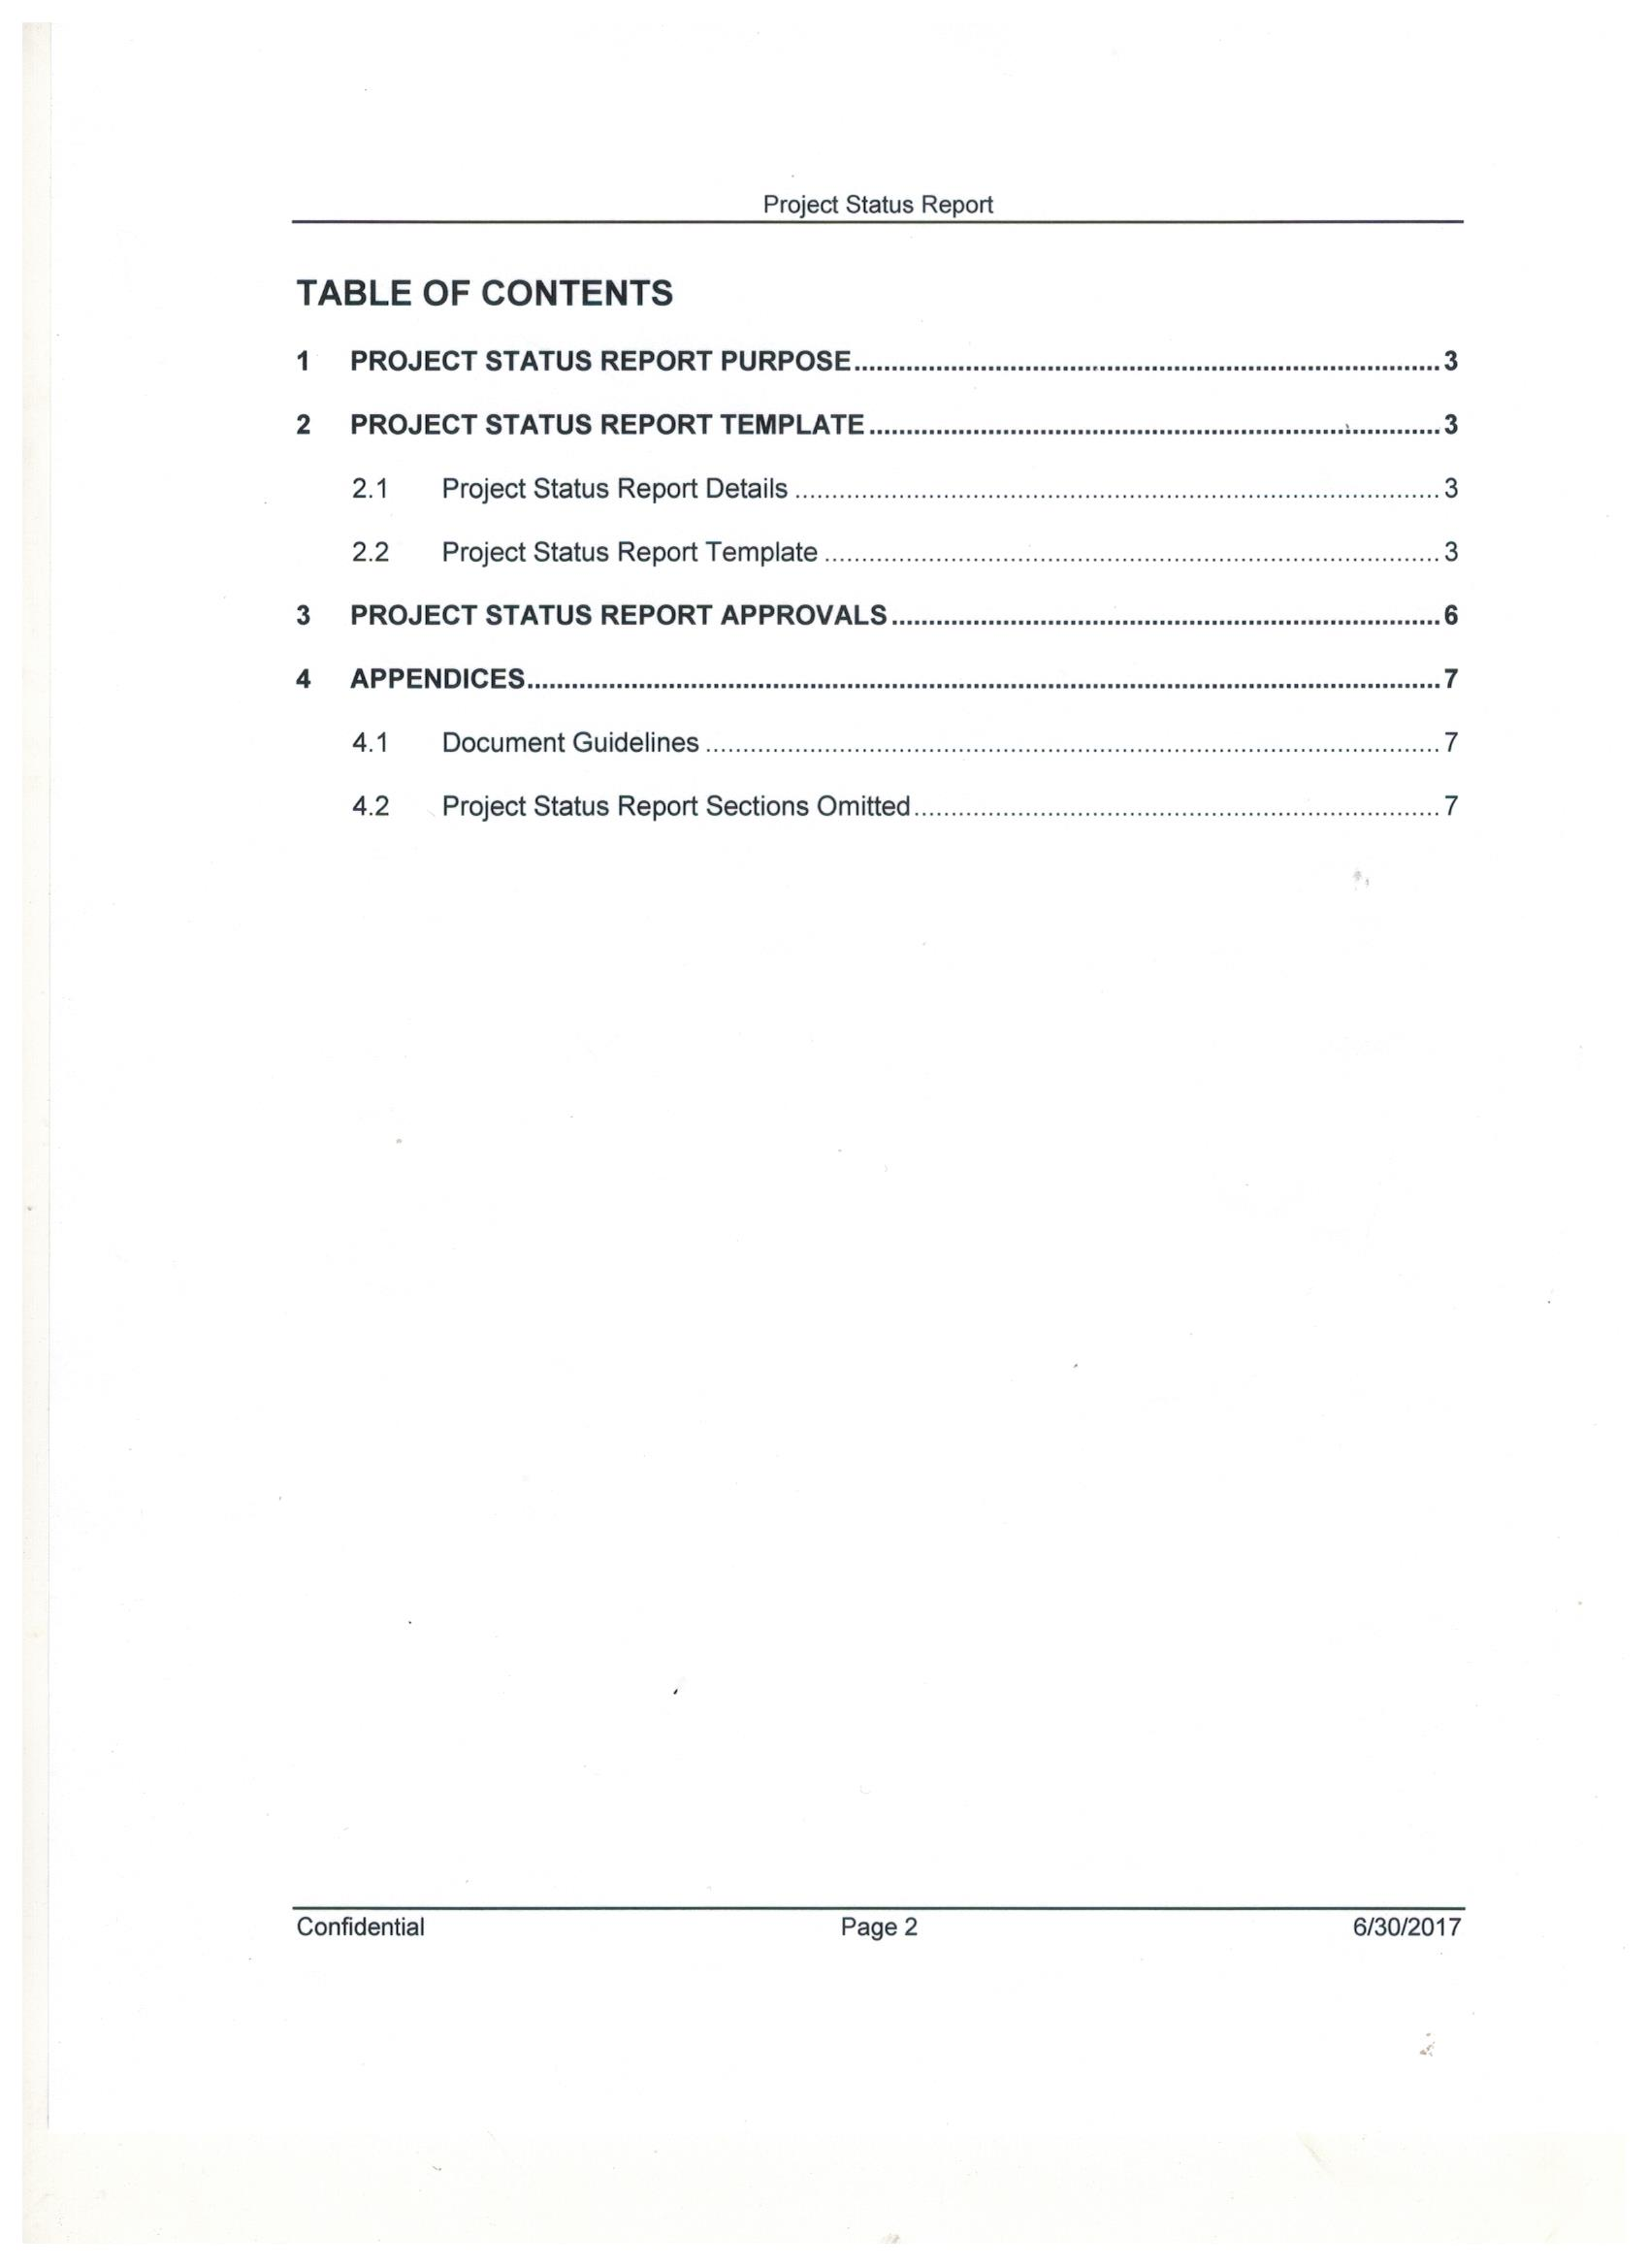 Project Status Report
TABLE OF CONTENTS
1 PROJECT STATUS REPORT PURPOSE 3
2 PROJECT STATUS REPORT TEMPLATE 3
2.1 Project Status Report Details 3
2.2 Project Status Report Template 3
3 PROJECT STATUS REPORT APPROVALS 6
4 APPENDICES 7
4.1 Document Guidelines 7
4.2 Project Status Report Sections Omitted 7
Confidential Page 2 6/30/2017